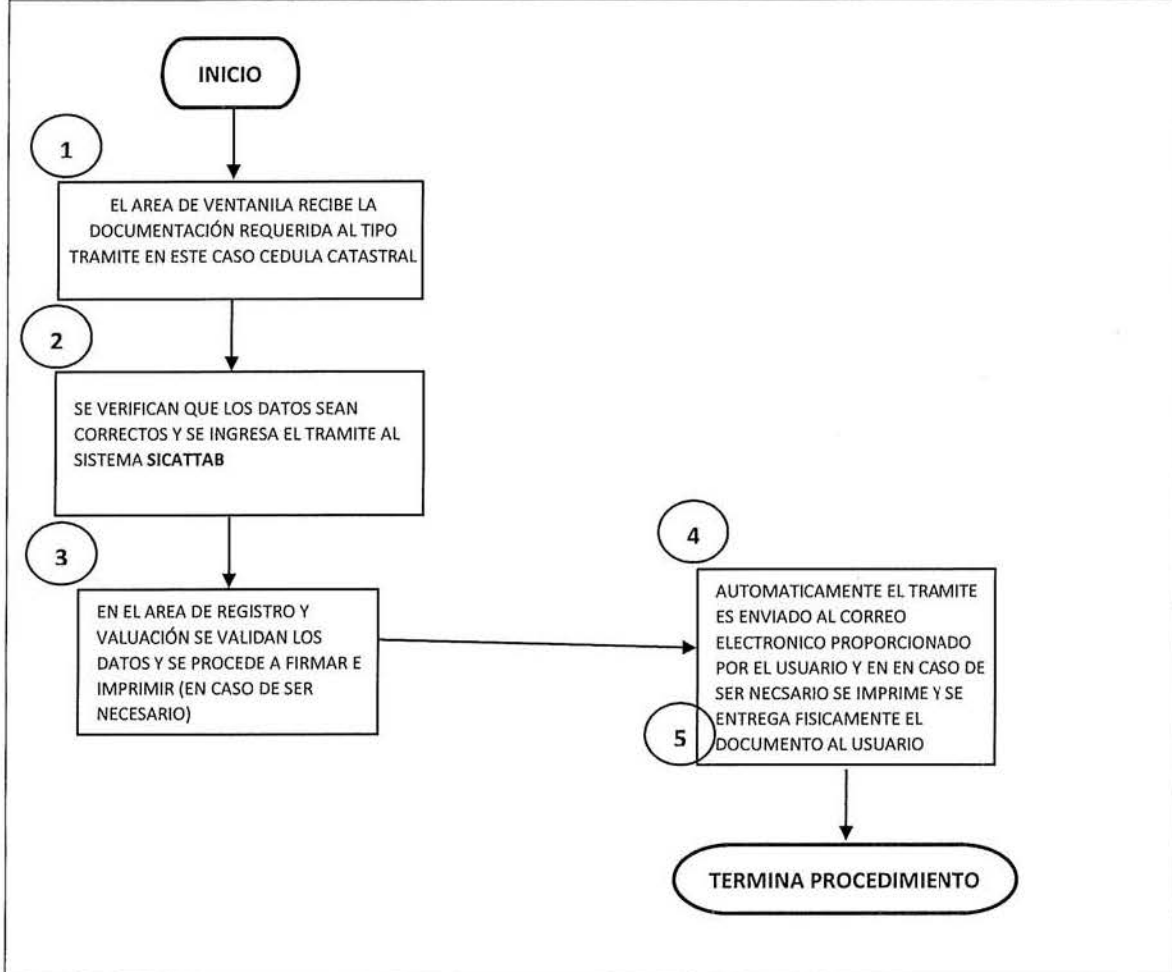 INICIO
1
EL AREA DE VENTANILA RECIBE LA
DOCUMENTACIÓN REQUERIDA AL TIPO
TRAMITE EN ESTE CASO CEDULA CATASTRAL
2
SE VERIFICAN QUE LOS DATOS SEAN
CORRECTOS Y SE INGRESA EL TRAMITE AL
SISTEMA SICATTAB
3
EN EL AREA DE REGISTRO Y
VALUACIÓN SE VALIDAN LOS
DATOS Y SE PROCEDE A FIRMAR E
IMPRIMIR (EN CASO DE SER
NECESARIO)
4
AUTOMATICAMENTE EL TRAMITE
ES ENVIADO AL CORREO
ELECTRONICO PROPORCIONADO
POR EL USUARIO Y EN EN CASO DE
SER NECSARIO SE IMPRIME Y SE
ENTREGA FISICAMENTE EL
DOCUMENTO AL USUARIO
5
TERMINA PROCEDIMIENTO